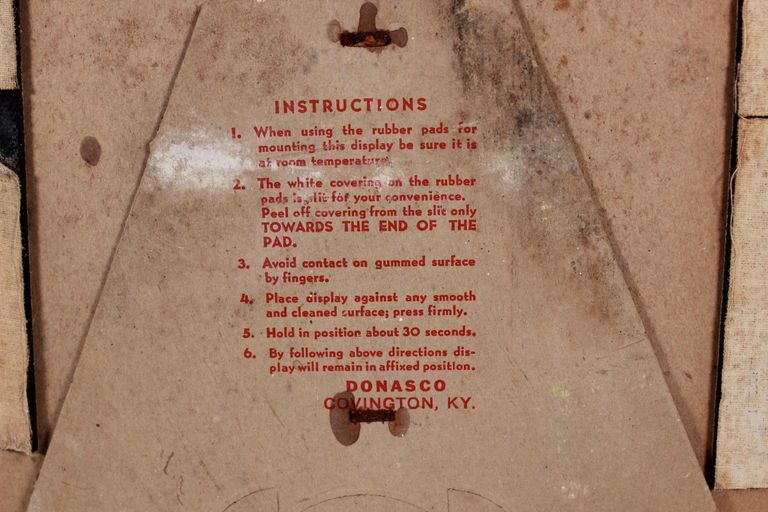 INSTRUCTIONS
1. When using the rubber pads for
mounting this display be sure it is
at room temperature.
2. The white covering on the rubber
pads is slit for your convenience.
Peel off covering from the slit only
TOWARDS THE END OF THE
PAD.
3. Avoid contact on gummed surface
by fingers.
4. Place display against any smooth
and cleaned surface; press firmly.
5. Hold in position about 30 seconds.
6. By following above directions dis-
play will remain in affixed position.
DONASCO
COVINGTON, KY.